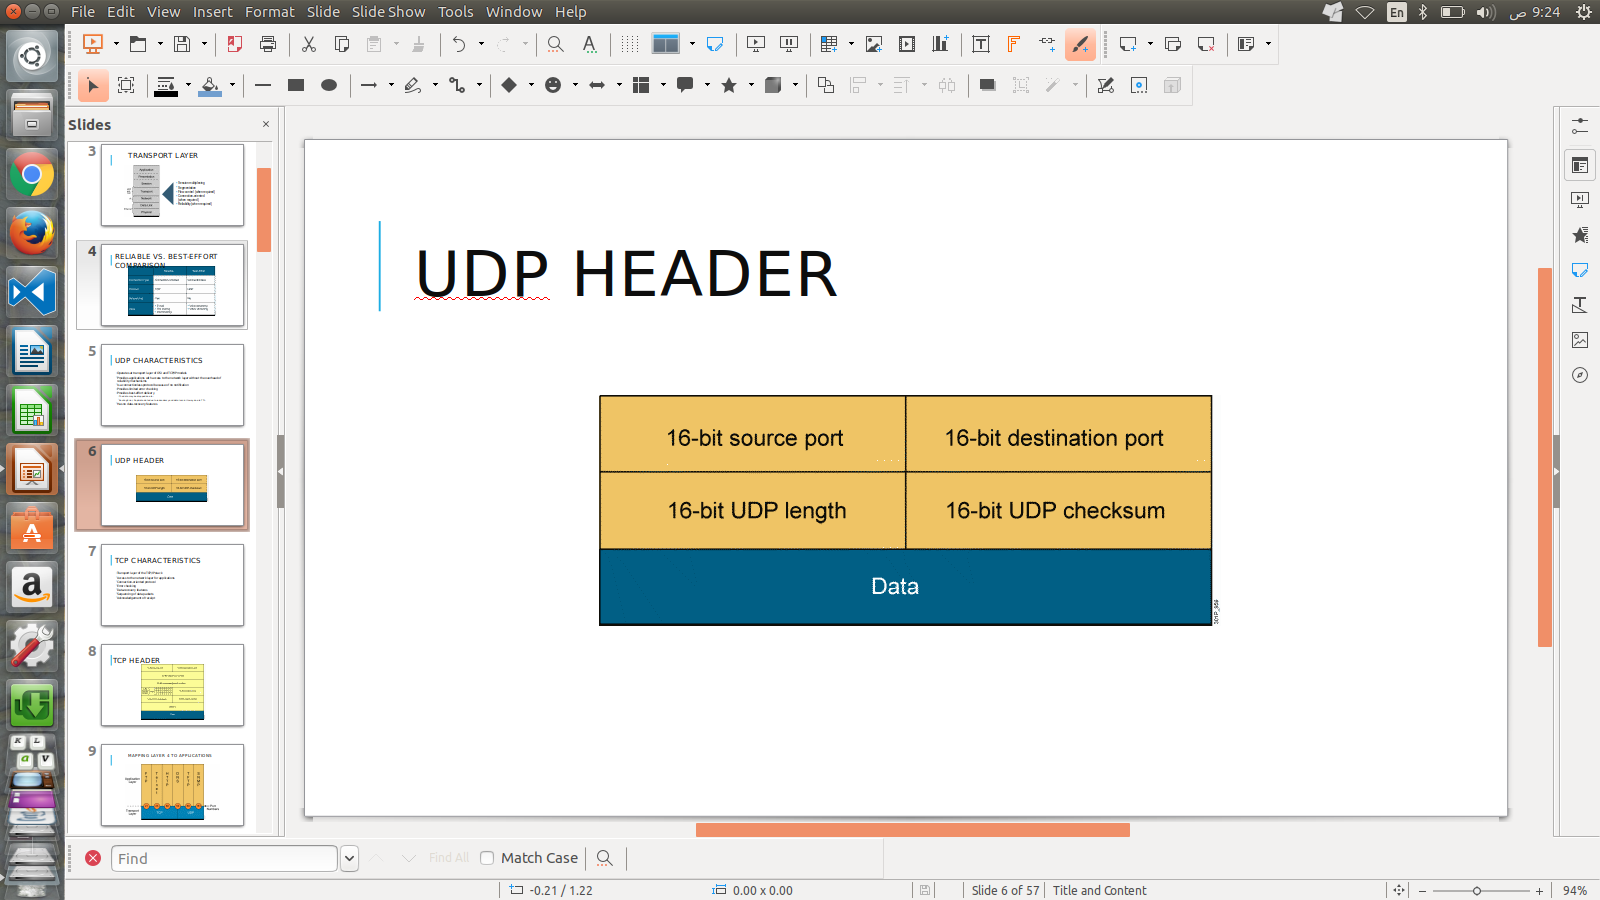 File Edit View Insert Format Slide Slide Show Tools Window Help
En
9:24 ص
Slides
3
TRANSPORT LAYER
4
RELIABLE VS. BEST-EFFORT
COMPARISON
5
UDP CHARACTERISTICS
6
UDP HEADER
7
TCP CHARACTERISTICS
8
TCP HEADER
9
MAPPING LAYER 4 TO APPLICATIONS
UDP HEADER
16-bit source port 16-bit destination port
16-bit UDP length 16-bit UDP checksum
Data
Find
Find All
Match Case
-0.21 / 1.22
0.00 x 0.00
Slide 6 of 57
Title and Content
94%